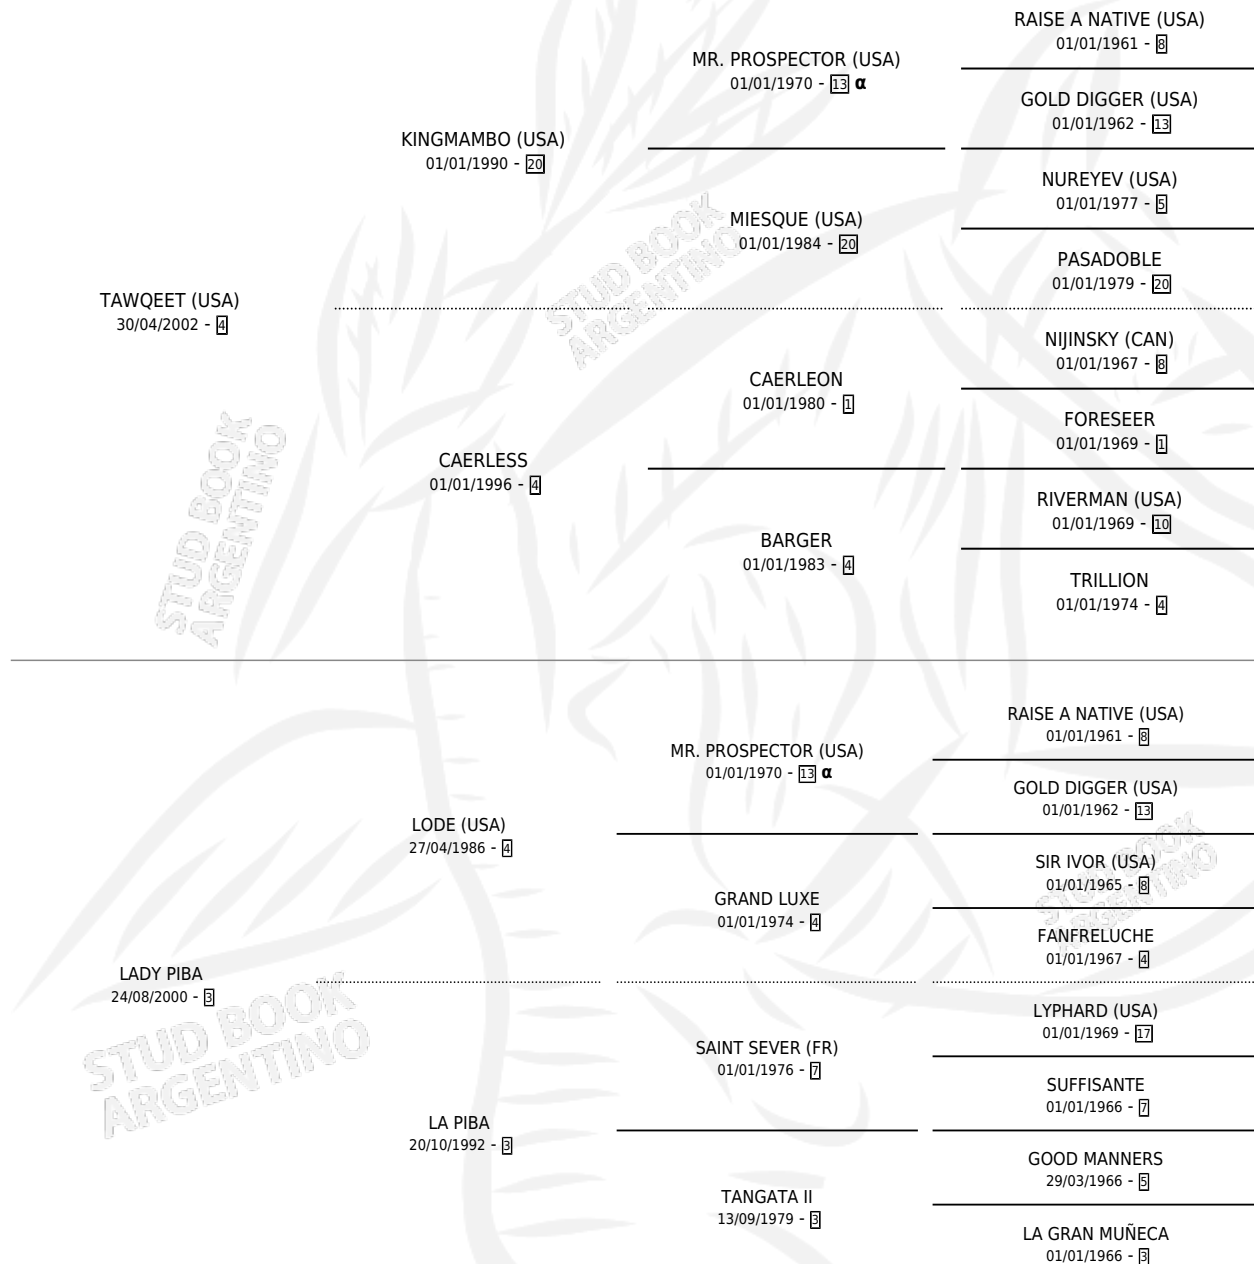 RAISE A NATIVE (USA)
01/01/1961 - 8
MR. PROSPECTOR (USA)
01/01/1970 - 13 α
GOLD DIGGER (USA)
01/01/1962 - 13
KINGMAMBO (USA)
01/01/1990 - 20
NUREYEV (USA)
01/01/1977 - 5
MIESQUE (USA)
01/01/1984 - 20
PASADOBLE
01/01/1979 - 20
TAWQEET (USA)
30/04/2002 - 4
NIJINSKY (CAN)
01/01/1967 - 8
CAERLEON
01/01/1980 - 1
FORESEER
01/01/1969 - 1
CAERLESS
01/01/1996 - 4
RIVERMAN (USA)
01/01/1969 - 10
BARGER
01/01/1983 - 4
TRILLION
01/01/1974 - 4
RAISE A NATIVE (USA)
01/01/1961 - 8
MR. PROSPECTOR (USA)
01/01/1970 - 13 α
GOLD DIGGER (USA)
01/01/1962 - 13
LODE (USA)
27/04/1986 - 4
SIR IVOR (USA)
01/01/1965 - 8
GRAND LUXE
01/01/1974 - 4
FANFRELUCHE
01/01/1967 - 4
LADY PIBA
24/08/2000 - 3
LYPHARD (USA)
01/01/1969 - 17
SAINT SEVER (FR)
01/01/1976 - 7
SUFFISANTE
01/01/1966 - 7
LA PIBA
20/10/1992 - 3
GOOD MANNERS
29/03/1966 - 5
TANGATA II
13/09/1979 - 3
LA GRAN MUÑECA
01/01/1966 - 3
STUD BOOK
ARGENTINO
STUD BOOK
ARGENTINO
STUD BOOK
ARGENTINO
STUD BOOK
ARGENTINO